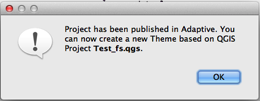 Project has been published in Adaptive. You
can now create a new Theme based on QGIS
Project Test_fs.qgs.
OK